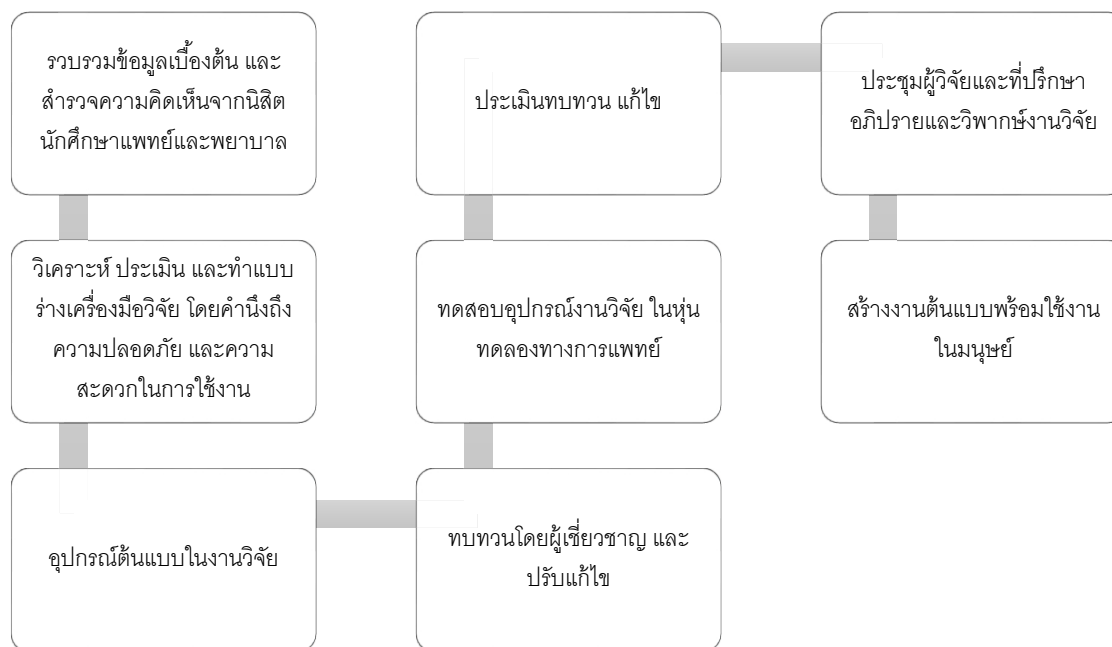 รวบรวมข้อมูลเบื้องต้น และ
สำรวจความคิดเห็นจากนิสิต
นักศึกษาแพทย์และพยาบาล
วิเคราะห์ ประเมิน และทำแบบ
ร่างเครื่องมือวิจัย โดยคำนึงถึง
ความปลอดภัย และความ
สะดวกในการใช้งาน
อุปกรณ์ต้นแบบในงานวิจัย
ทบทวนโดยผู้เชี่ยวชาญ และ
ปรับแก้ไข
ทดสอบอุปกรณ์งานวิจัย ในหุ่น
ทดลองทางการแพทย์
ประเมินทบทวน แก้ไข
ประชุมผู้วิจัยและที่ปรึกษา
อภิปรายและวิพากษ์งานวิจัย
สร้างงานต้นแบบพร้อมใช้งาน
ในมนุษย์